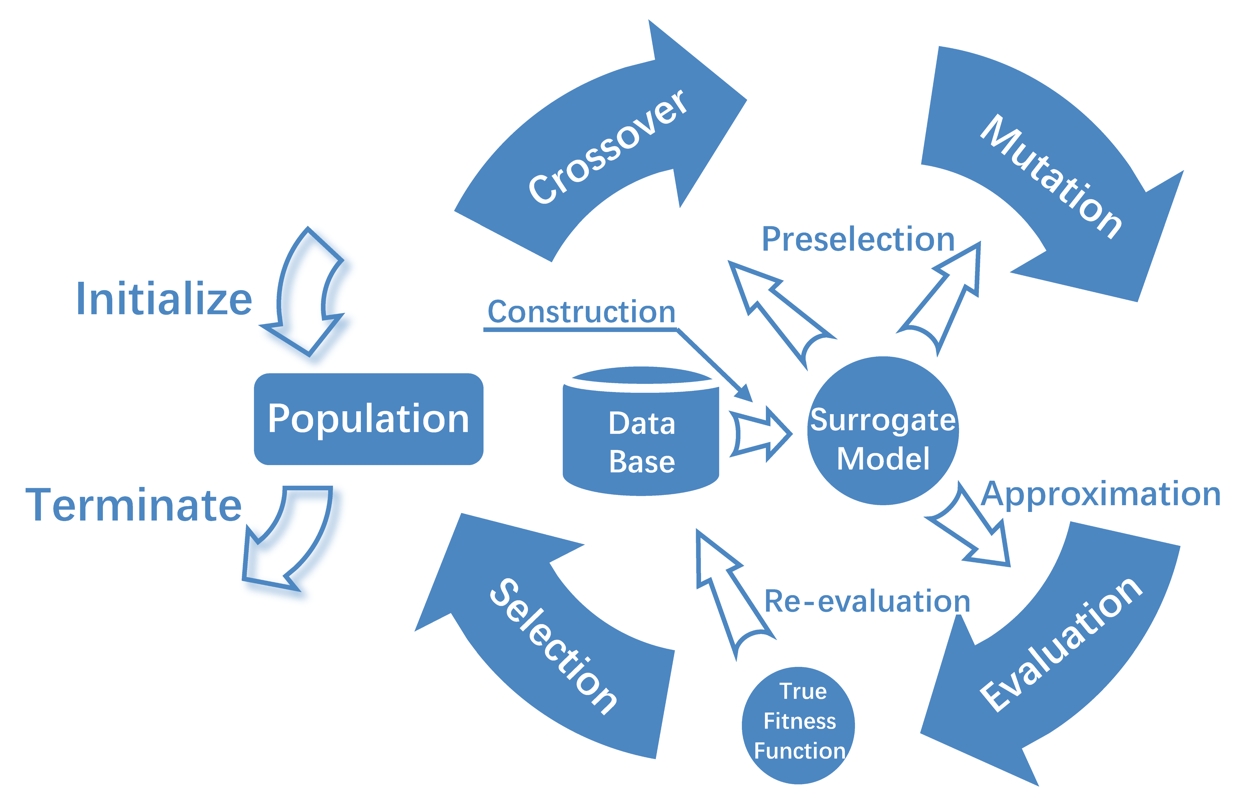 Crossover
Mutation
Preselection
Initialize
Construction
Population
Data
Base
Surrogate
Model
Terminate
Approximation
Selection
Re-evaluation
Evaluation
True
Fitness
Function